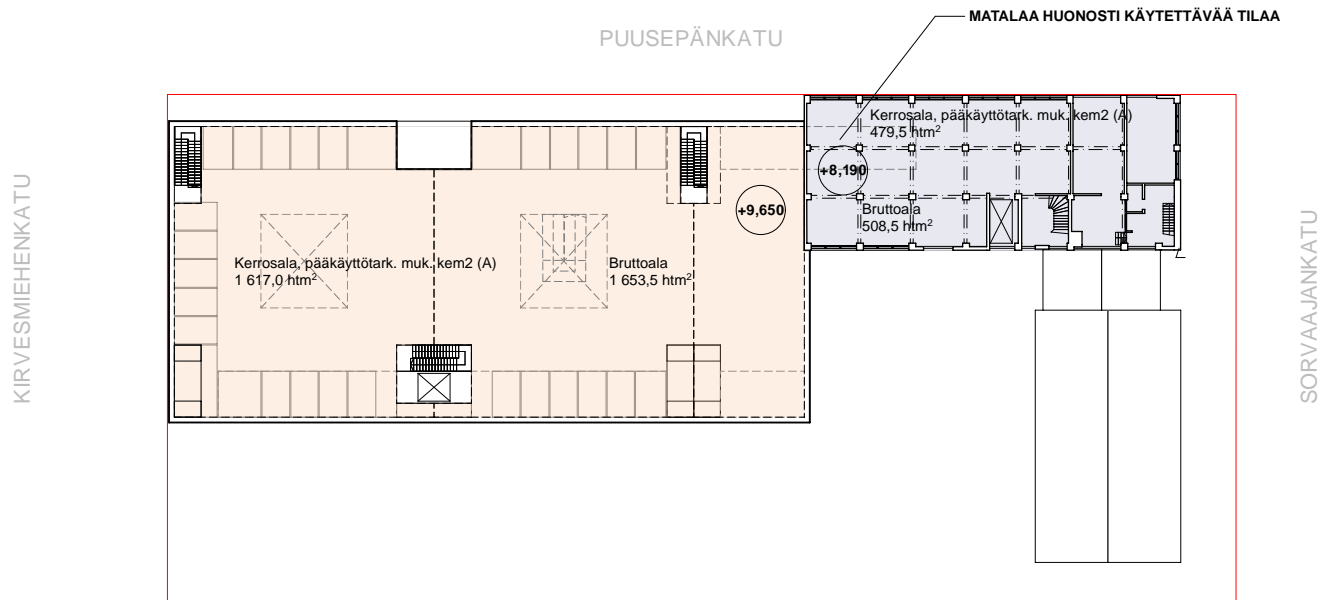 MATALAA HUONOSTI KÄYTETTÄVÄÄ TILAA
PUUSEPÄNKATU
Kerrosala, pääkäyttötark. muk. kem2 (A)
479,5 htm²
+8,190
+9,650
Bruttoala
508,5 htm²
Kerrosala, pääkäyttötark. muk. kem2 (A)
1 617,0 htm²
Bruttoala
1 653,5 htm²
KIRVESMIEHENKATU
SORVAAJANKATU